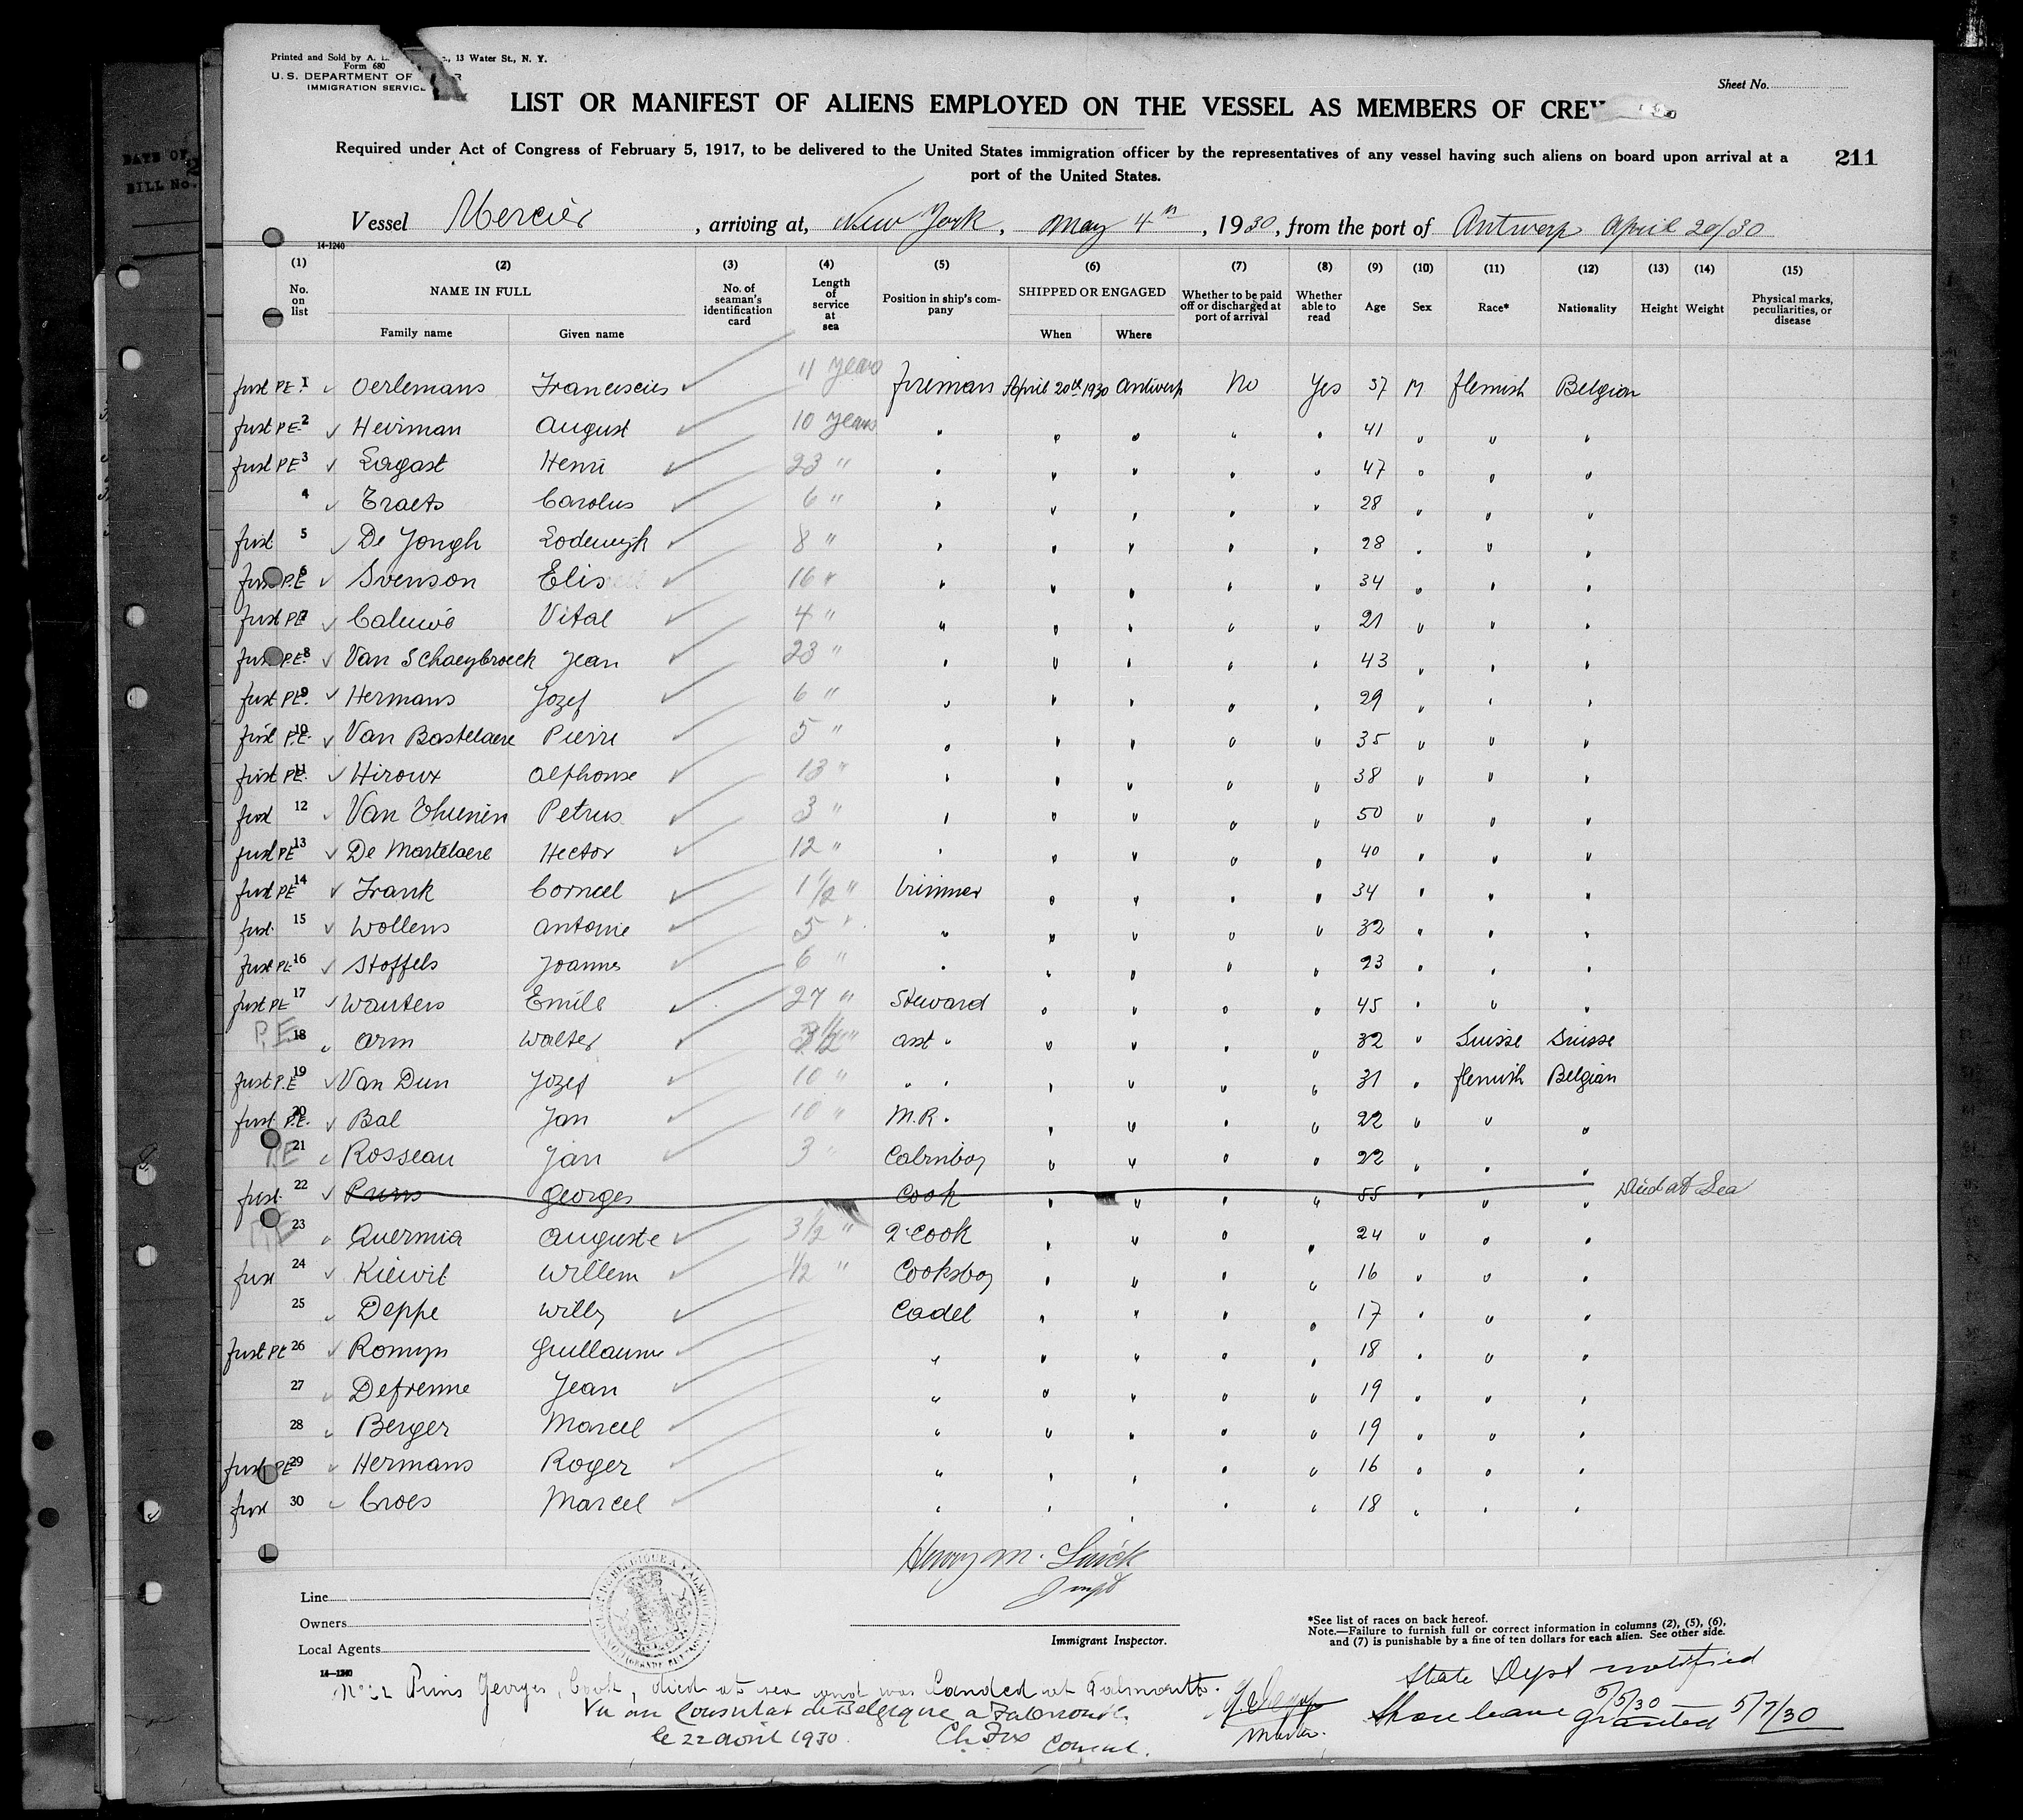 Printed and Sold by A. L. ., 13 Water St., N. Y.
Form 680
U. S. DEPARTMENT OF R
IMMIGRATION SERVICE
Sheet No.
LIST OR MANIFEST OF ALIENS EMPLOYED ON THE VESSEL AS MEMBERS OF CREW
Required under Act of Congress of February 5, 1917, to be delivered to the United States immigration officer by the representatives of any vessel having such aliens on board upon arrival at a
port of the United States.
211
Vessel Mercier, arriving at, New York, May 4th, 1930, from the port of Antwerp April 20/30
14-1240
(1) (2) (3) (4) (5) (6) (7) (8) (9) (10) (11) (12) (13) (14) (15)
No. on list NAME IN FULL Family name Given name No. of seaman's identification card Length of service at sea Position in ship's company SHIPPED OR ENGAGED When Where Whether to be paid off or discharged at port of arrival Whether able to read Age Sex Race* Nationality Height Weight Physical marks, peculiarities, or disease
first PE 1 Oerlemans Franciscus 11 years fireman April 20th 1930 Antwerp No Yes 37 M flemish Belgian
first PE 2 Heirman August 10 years " " " " " 41 " " "
first PE 3 Eergast Henri 23 " " " " " " 47 " " "
4 Traets Carolus 6 " " " " " " 28 " " "
first 5 De Jongh Lodewyk 8 " " " " " " 28 " " "
first PE 6 Svenson Elis 16 " " " " " " 34 " " "
first PE 7 Caluwé Vital 4 " " " " " " 21 " " "
first PE 8 Van Schaeybroeck Jean 23 " " " " " " 43 " " "
first PE 9 Hermans Jozef 6 " " " " " " 29 " " "
first P.E. 10 Van Bastelaere Pierre 5 " " " " " " 35 " " "
first PE. 11 Hiroux Alphonse 13 " " " " " " 38 " " "
first 12 Van Thuenen Petrus 3 " " " " " " 50 " " "
first PE 13 De Martelaere Hector 12 " " " " " " 40 " " "
first PE 14 Frank Corneel 1 1/2 " trimmer " " " " 34 " " "
first 15 Wollens Antoine 5 " " " " " " 32 " " "
first PE 16 Stoffels Joannes 6 " " " " " " 23 " " "
first PE 17 Wauters Emile 27 " Steward " " " " 45 " " "
P.E. 18 Arm Walter 3 1/2 " asst " " " " " 32 " Suisse Suisse
first P.E 19 Van Dun Jozef 10 " " " " " " " 31 " flemish Belgian
first P.E. 20 Bal Jan 10 " M.R. " " " " 22 " " "
PE 21 Rosseau Jan 3 " Cabinboy " " " " 22 " " "
first 22 Prins Georges Cook " " " " 55 " " " Died at Sea
PE 23 Quermia Auguste 3 1/2 " 2 Cook " " " " 24 " " "
first 24 Kiewit Willem 1/2 " Cooksboy " " " " 16 " " "
25 Deppe Willy Cadet " " " " 17 " " "
first PE 26 Romyn Guillaume " " " " " 18 " " "
27 Defrenne Jean " " " " " 19 " " "
28 Berger Marcel " " " " " 19 " " "
first PE 29 Hermans Roger " " " " " 16 " " "
first 30 Croes Marcel " " " " " 18 " " "
Henry M.
Line
Owners
Local Agents
Immigrant Inspector.
*See list of races on back hereof.
Note.—Failure to furnish full or correct information in columns (2), (5), (6),
and (7) is punishable by a fine of ten dollars for each alien. See other side.
14-1240
No 22 Prins Georges, Cook, died at sea and was landed at Falmouth.
Vu au Consulat de Belgique a Falmouth.
le 22 avril 1930
Ch. Fox Consul.
Master.
State Dept notified
5/5/30
Shore leave granted 5/7/30